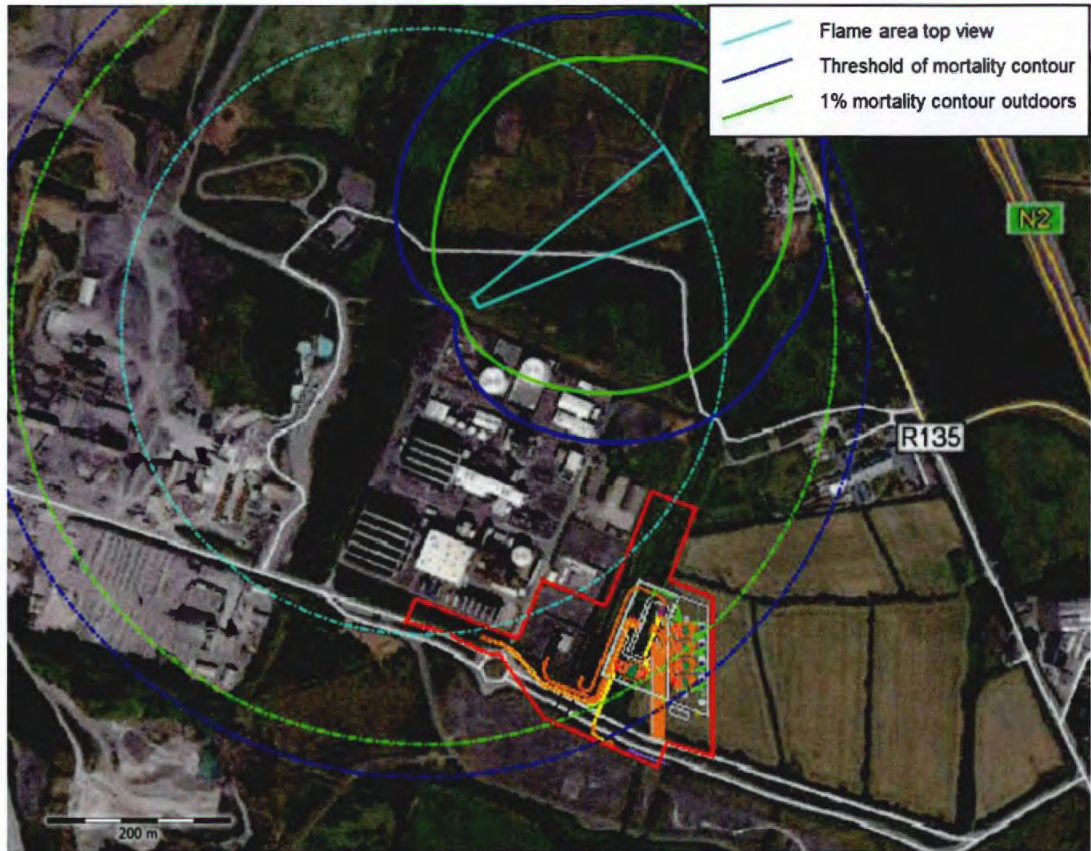 Flame area top view
Threshold of mortality contour
1% mortality contour outdoors
N2
R135
200 m